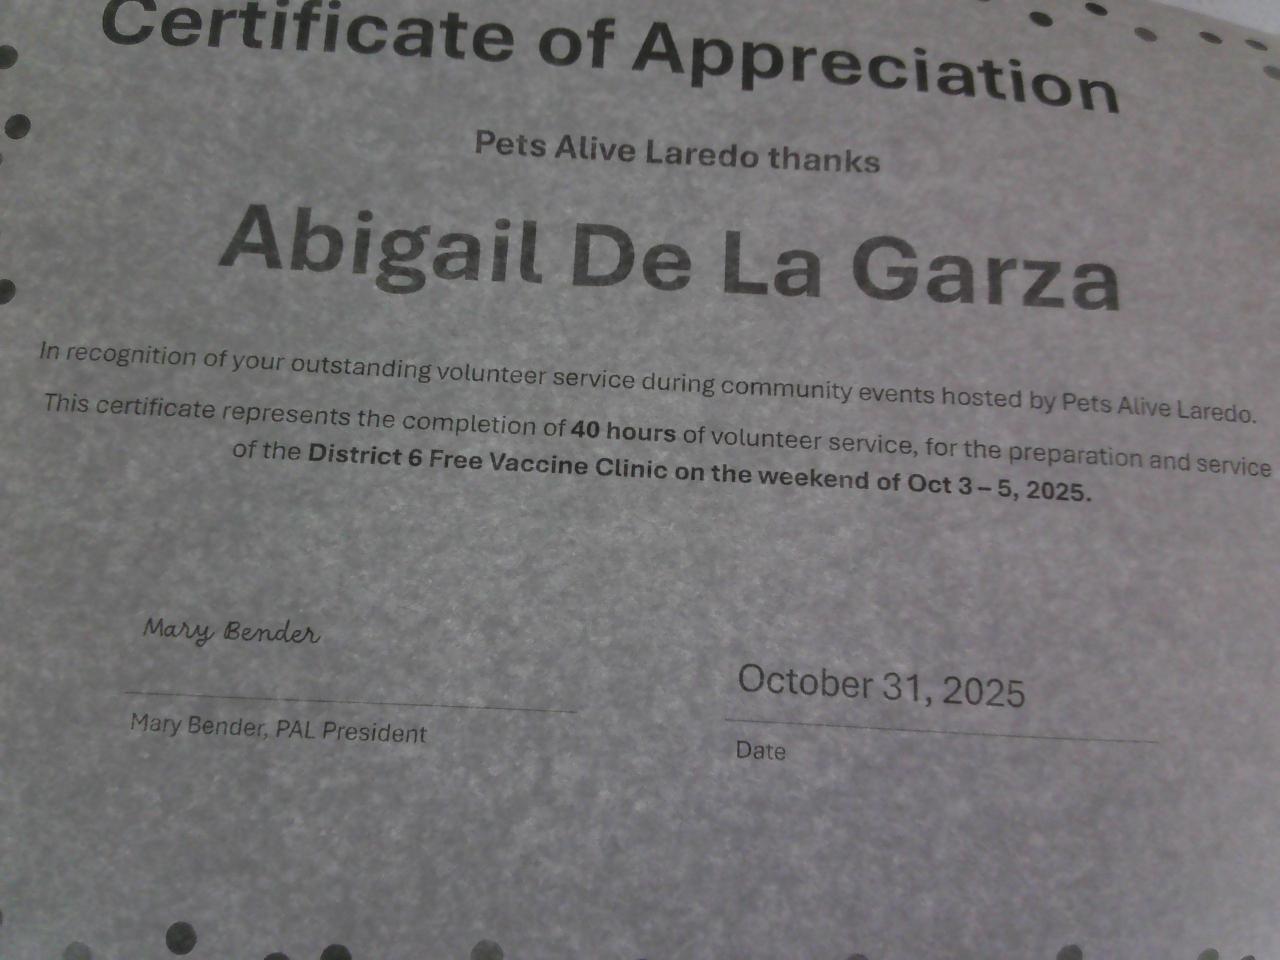 Certificate of Appreciation
Pets Alive Laredo thanks
Abigail De La Garza
In recognition of your outstanding volunteer service during community events hosted by Pets Alive Laredo.
This certificate represents the completion of 40 hours of volunteer service, for the preparation and service
of the District 6 Free Vaccine Clinic on the weekend of Oct 3 – 5, 2025.
Mary Bender
Mary Bender, PAL President
October 31, 2025
Date